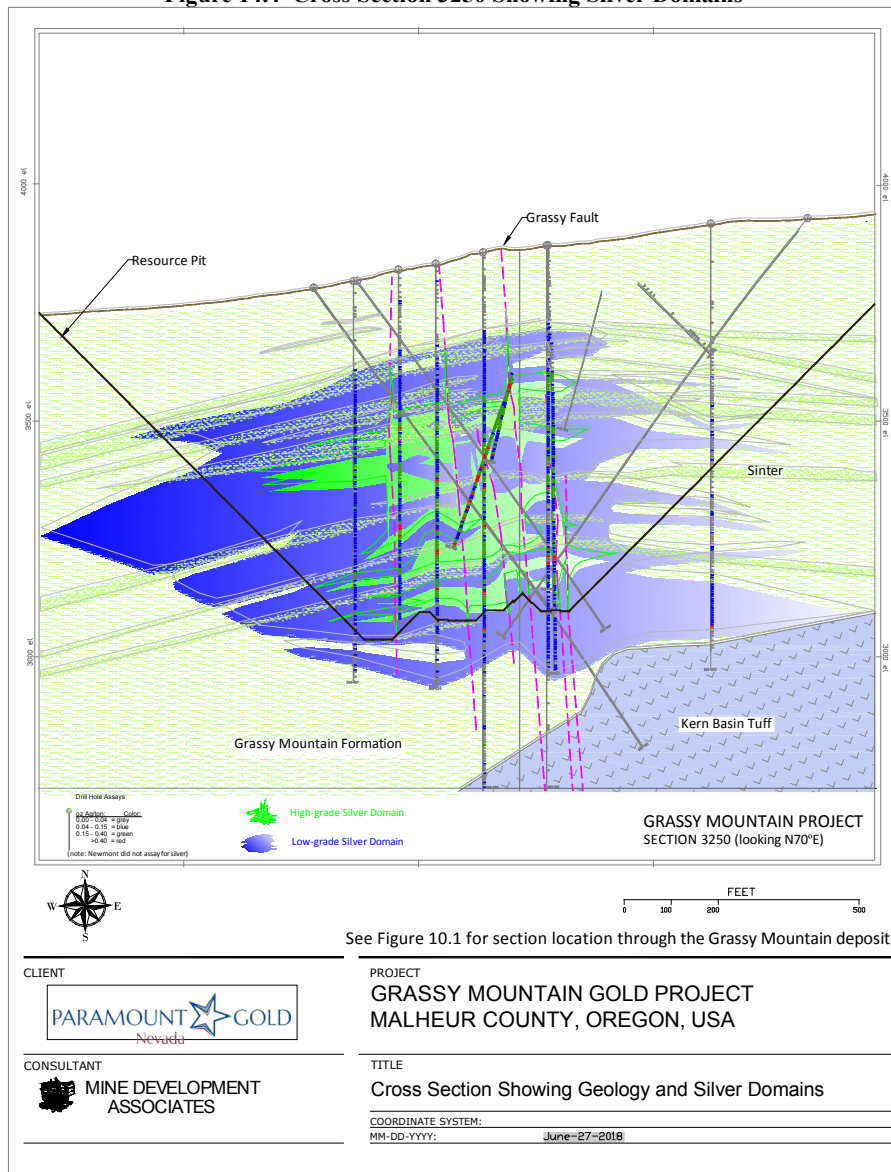 Figure 14.4 Cross Section 3250 Showing Silver Domains
4000 el
4000 el
Grassy Fault
Resource Pit
3500 el
3500 el
Sinter
3000 el
3000 el
Kern Basin Tuff
Grassy Mountain Formation
Drill Hole Assays
oz Ag/ton: Color:
0.00 - 0.04 = grey
0.04 - 0.15 = blue
0.15 - 0.40 = green
>0.40 = red
(note: Newmont did not assay for silver)
High-grade Silver Domain
Low-grade Silver Domain
GRASSY MOUNTAIN PROJECT
SECTION 3250 (looking N70°E)
N
W E
S
FEET
0 100 200 500
See Figure 10.1 for section location through the Grassy Mountain deposit
CLIENT
PARAMOUNT GOLD
Nevada
PROJECT
GRASSY MOUNTAIN GOLD PROJECT
MALHEUR COUNTY, OREGON, USA
CONSULTANT
MINE DEVELOPMENT
ASSOCIATES
TITLE
Cross Section Showing Geology and Silver Domains
COORDINATE SYSTEM:
MM-DD-YYYY: June-27-2018